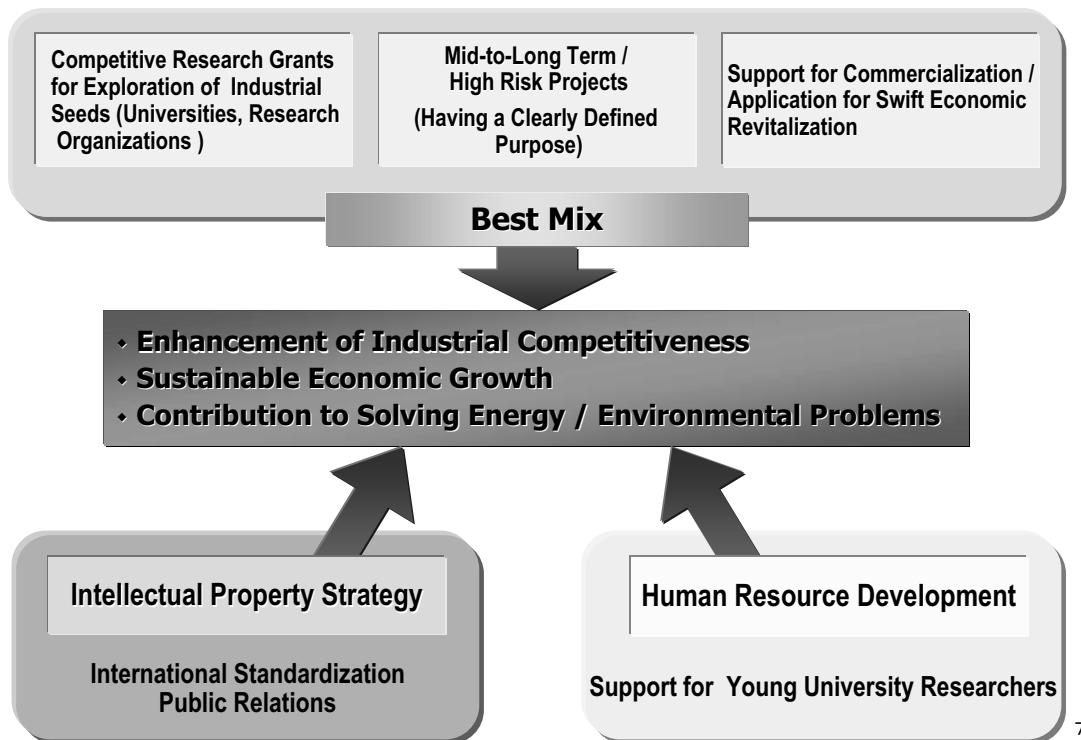 Competitive Research Grants
for Exploration of Industrial
Seeds (Universities, Research
Organizations )
Mid-to-Long Term /
High Risk Projects
(Having a Clearly Defined
Purpose)
Support for Commercialization /
Application for Swift Economic
Revitalization
Best Mix
• Enhancement of Industrial Competitiveness
• Sustainable Economic Growth
• Contribution to Solving Energy / Environmental Problems
Intellectual Property Strategy
International Standardization
Public Relations
Human Resource Development
Support for Young University Researchers
7